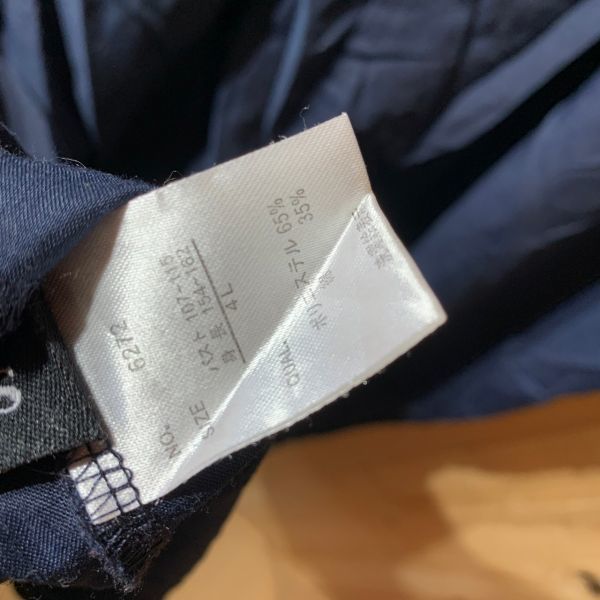 NO. 6272
SIZE
バスト 107~115
身長 154~162
4L
QUAL.
ポリエステル 65%
綿 35%